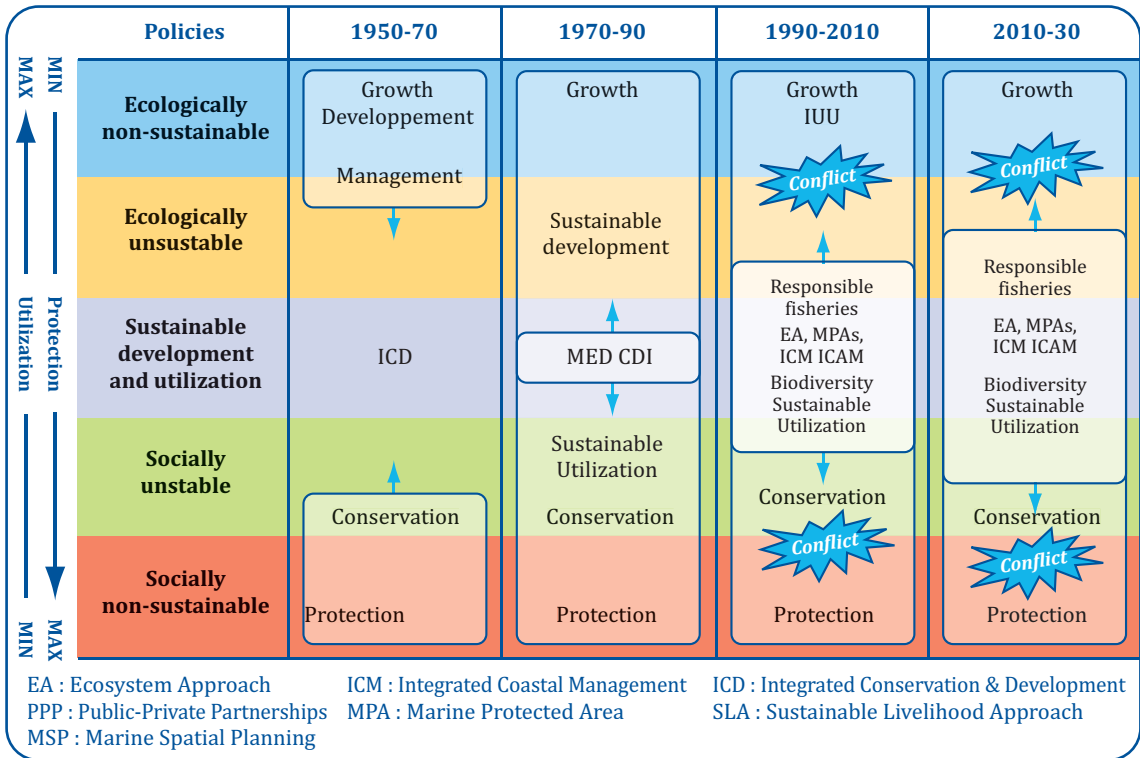 Policies
1950-70
1970-90
1990-2010
2010-30
MAX
MIN
Utilization
Protection
MIN
MAX
Ecologically
non-sustainable
Growth
Developpement
Management
Growth
Growth
IUU
Conflict
Growth
Conflict
Ecologically
unsustable
Sustainable
development
Responsible
fisheries
Responsible
fisheries
Sustainable
development
and utilization
ICD
MED CDI
EA, MPAs,
ICM ICAM
Biodiversity
Sustainable
Utilization
EA, MPAs,
ICM ICAM
Biodiversity
Sustainable
Utilization
Socially
unstable
Conservation
Sustainable
Utilization
Conservation
Conservation
Conflict
Conservation
Conflict
Socially
non-sustainable
Protection
Protection
Protection
Protection
EA : Ecosystem Approach
ICM : Integrated Coastal Management
ICD : Integrated Conservation & Development
PPP : Public-Private Partnerships
MPA : Marine Protected Area
SLA : Sustainable Livelihood Approach
MSP : Marine Spatial Planning